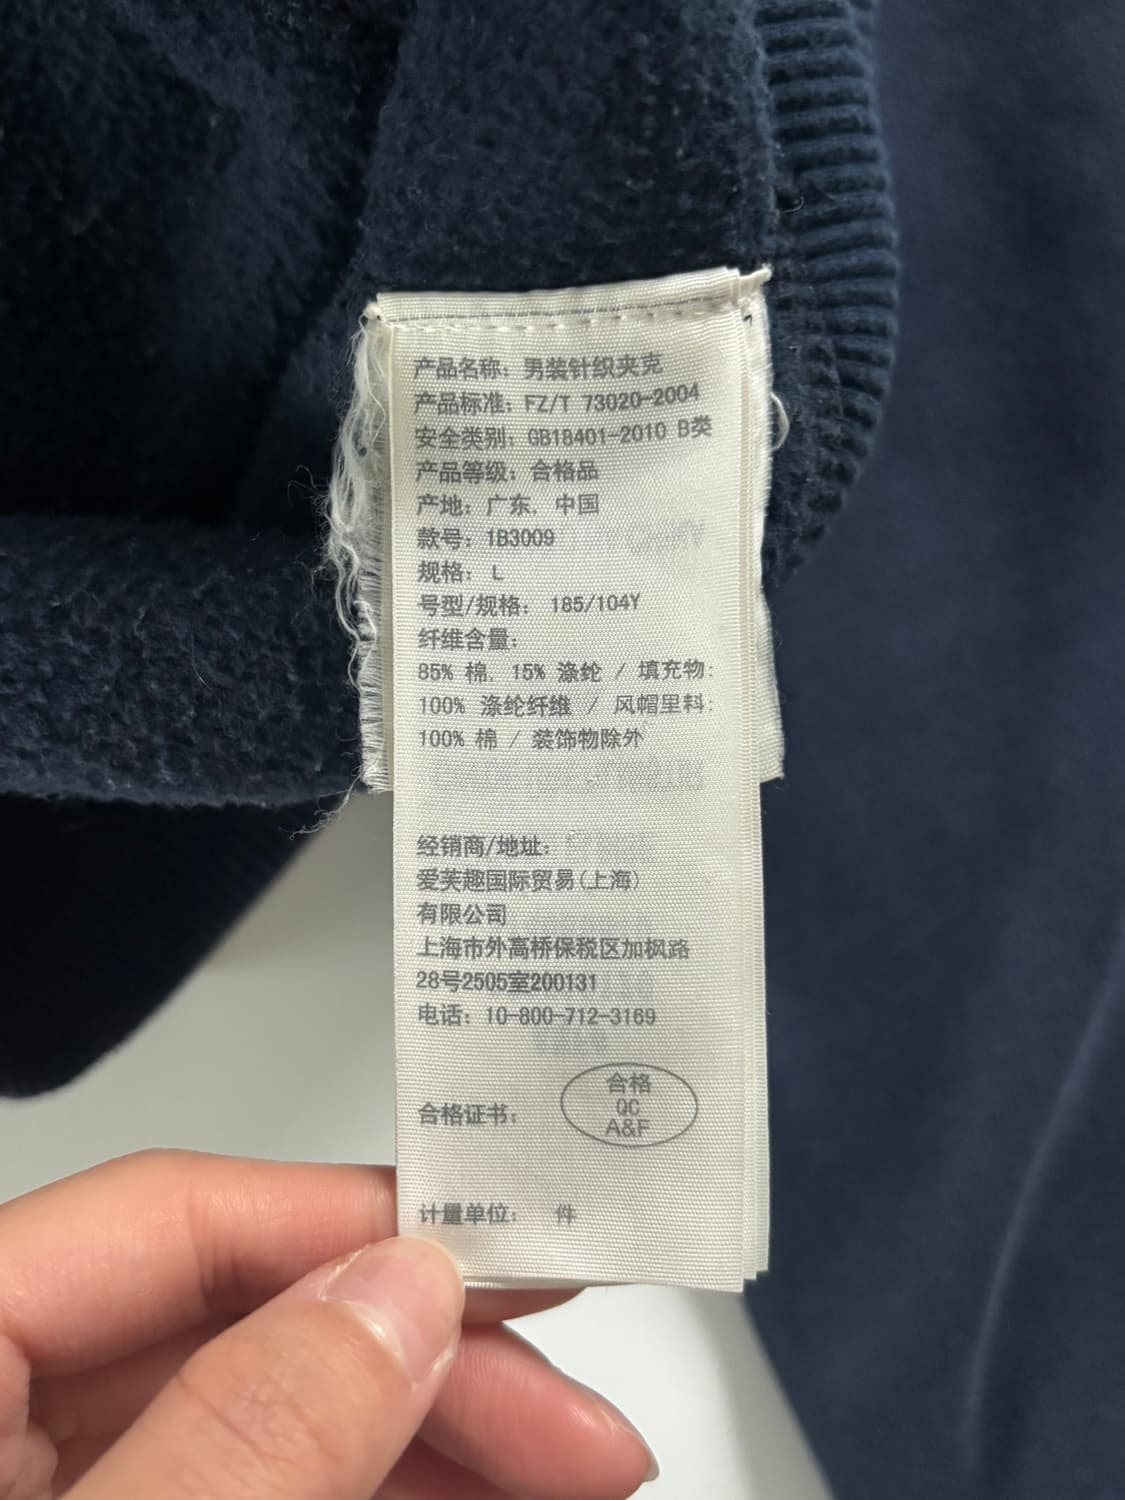 产品名称：男装针织夹克
产品标准：FZ/T 73020-2004
安全类别：GB18401-2010 B类
产品等级：合格品
产地：广东，中国
款号：1B3009
规格：L
号型/规格： 185/104Y
纤维含量：
85% 棉，15% 涤纶 / 填充物：
100% 涤纶纤维 / 风帽里料：
100% 棉 / 装饰物除外
经销商/地址：
爱芙趣国际贸易(上海)
有限公司
上海市外高桥保税区加枫路
28号2505室200131
电话：10-800-712-3169
合格
QC
合格证书：
A&F
计量单位： 件